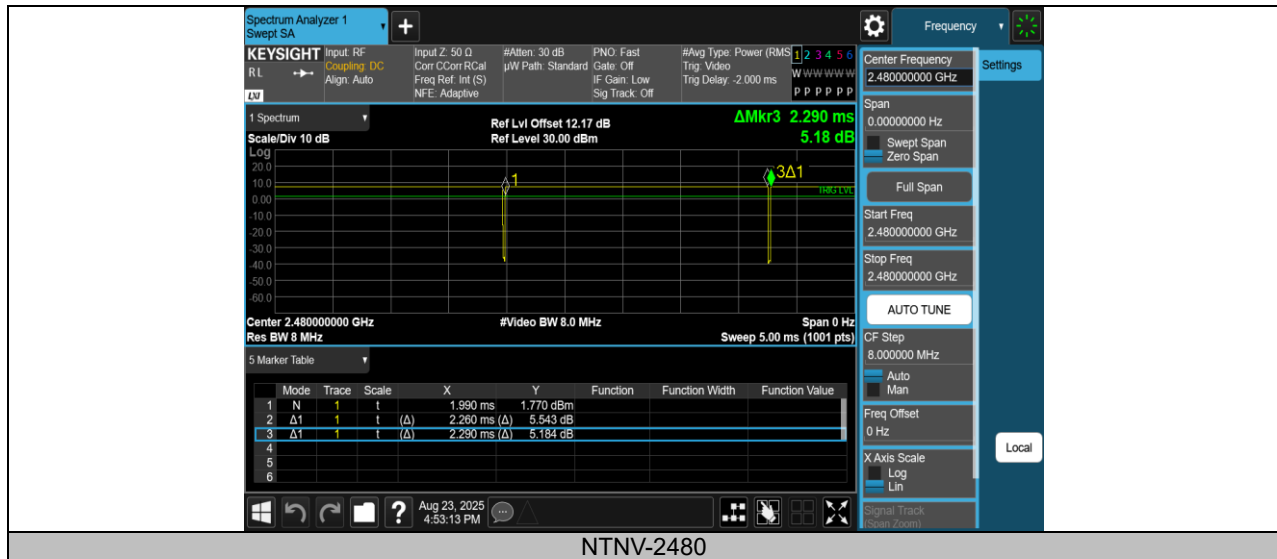 Spectrum Analyzer 1
Swept SA
Frequency
KEYSIGHT
RL
LXI
Input: RF
Coupling: DC
Align: Auto
Input Z: 50 Ω
Corr CCorr RCal
Freq Ref: Int (S)
NFE: Adaptive
#Atten: 30 dB
µW Path: Standard
PNO: Fast
Gate: Off
IF Gain: Low
Sig Track: Off
#Avg Type: Power (RMS
Trig: Video
Trig Delay: -2.000 ms
1 2 3 4 5 6
W W W W W W
P P P P P P
1 Spectrum
Scale/Div 10 dB
Ref Lvl Offset 12.17 dB
Ref Level 30.00 dBm
ΔMkr3 2.290 ms
5.18 dB
Log
20.0
10.0
0.00
-10.0
-20.0
-30.0
-40.0
-50.0
-60.0
1
3Δ1
TRIG LVL
Center 2.480000000 GHz
Res BW 8 MHz
#Video BW 8.0 MHz
Span 0 Hz
Sweep 5.00 ms (1001 pts)
5 Marker Table
Mode Trace Scale X Y Function Function Width Function Value
1 N 1 t 1.990 ms 1.770 dBm
2 Δ1 1 t (Δ) 2.260 ms (Δ) 5.543 dB
3 Δ1 1 t (Δ) 2.290 ms (Δ) 5.184 dB
4
5
6
Aug 23, 2025
4:53:13 PM
Settings
Center Frequency
2.480000000 GHz
Span
0.00000000 Hz
Swept Span
Zero Span
Full Span
Start Freq
2.480000000 GHz
Stop Freq
2.480000000 GHz
AUTO TUNE
CF Step
8.000000 MHz
Auto
Man
Freq Offset
0 Hz
X Axis Scale
Log
Lin
Signal Track
(Span Zoom)
Local
NTNV-2480